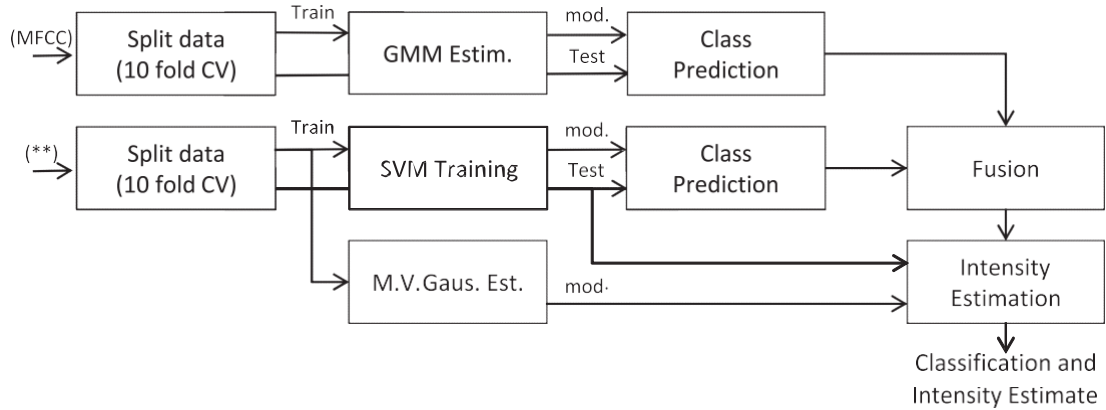 Train
mod.
(MFCC)
Split data
(10 fold CV)
GMM Estim.
Test
Class
Prediction
Train
mod.
(**)
Split data
(10 fold CV)
SVM Training
Test
Class
Prediction
Fusion
M.V.Gaus. Est.
mod.
Intensity
Estimation
Classification and
Intensity Estimate